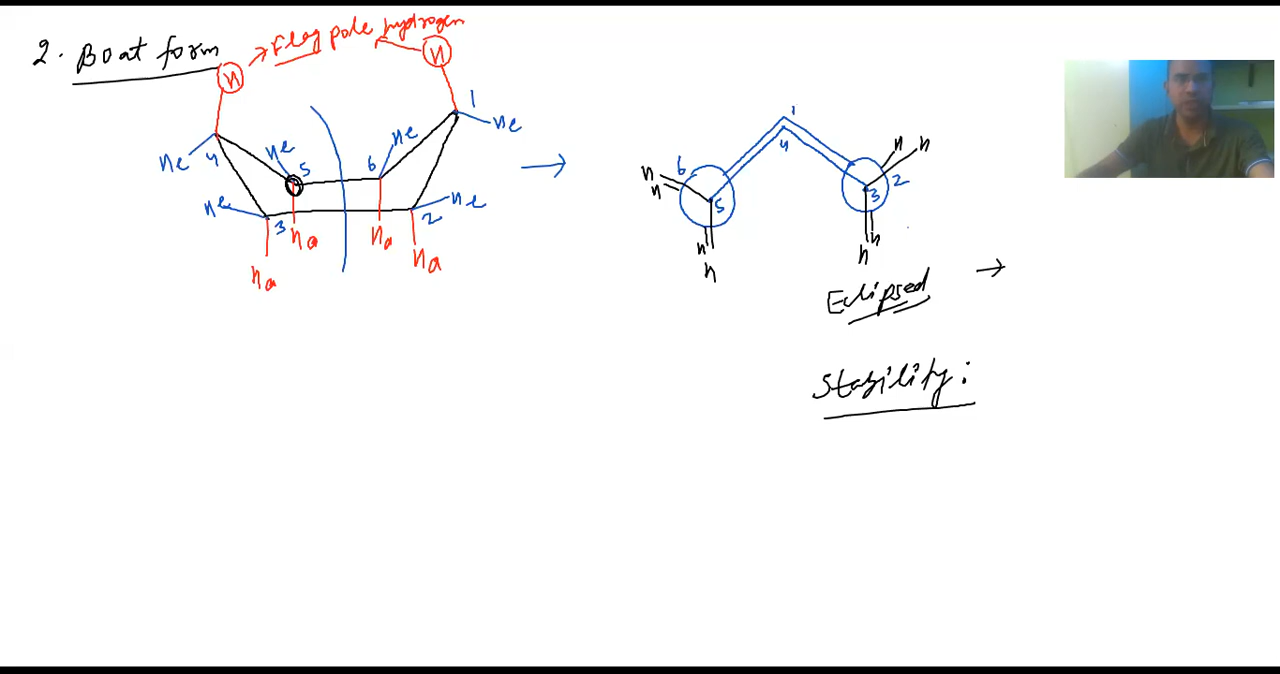 2. Boat form
→ Flag pole hydrogen
H H
1
He
He
4
He
5
He
6
He
He
3
2
Ha
Ha
Ha
Ha
→
1
4
6
H
H
5
H
H
H H
2
3
H
H
Eclipsed →
Stability: